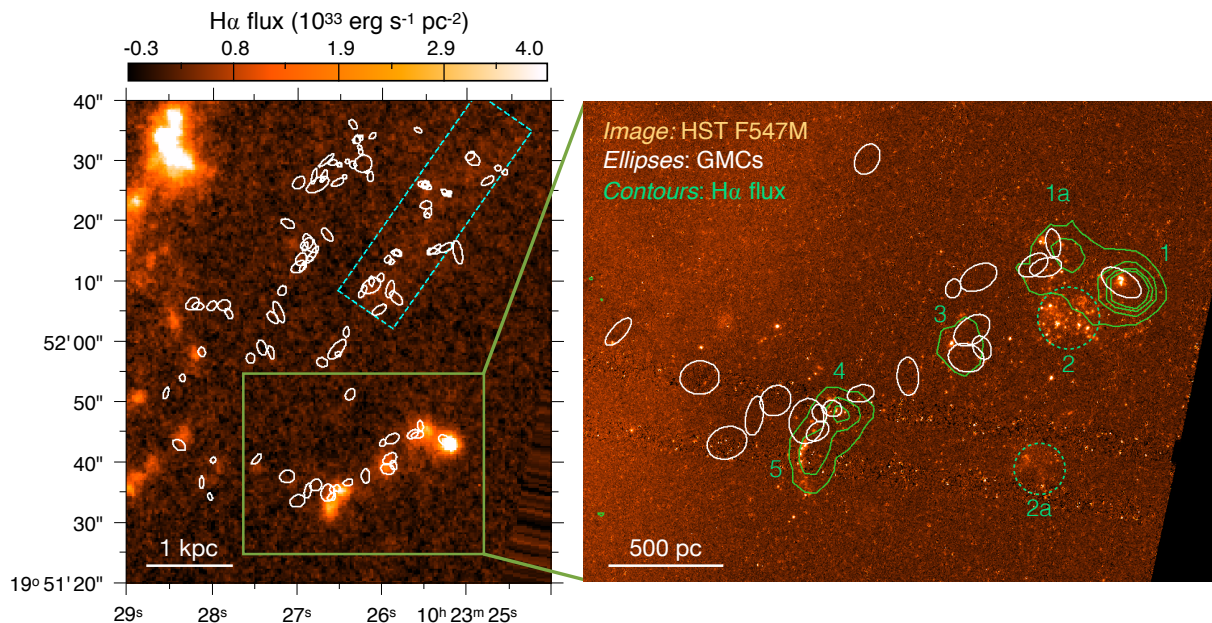 Hα flux (10³³ erg s⁻¹ pc⁻²)
-0.3 0.8 1.9 2.9 4.0
40"
30"
20"
10"
52' 00"
50"
40"
30"
19° 51' 20"
29ˢ 28ˢ 27ˢ 26ˢ 10ʰ 23ᵐ 25ˢ
1 kpc
Image: HST F547M
Ellipses: GMCs
Contours: Hα flux
1a
1
3
2
4
5
2a
500 pc